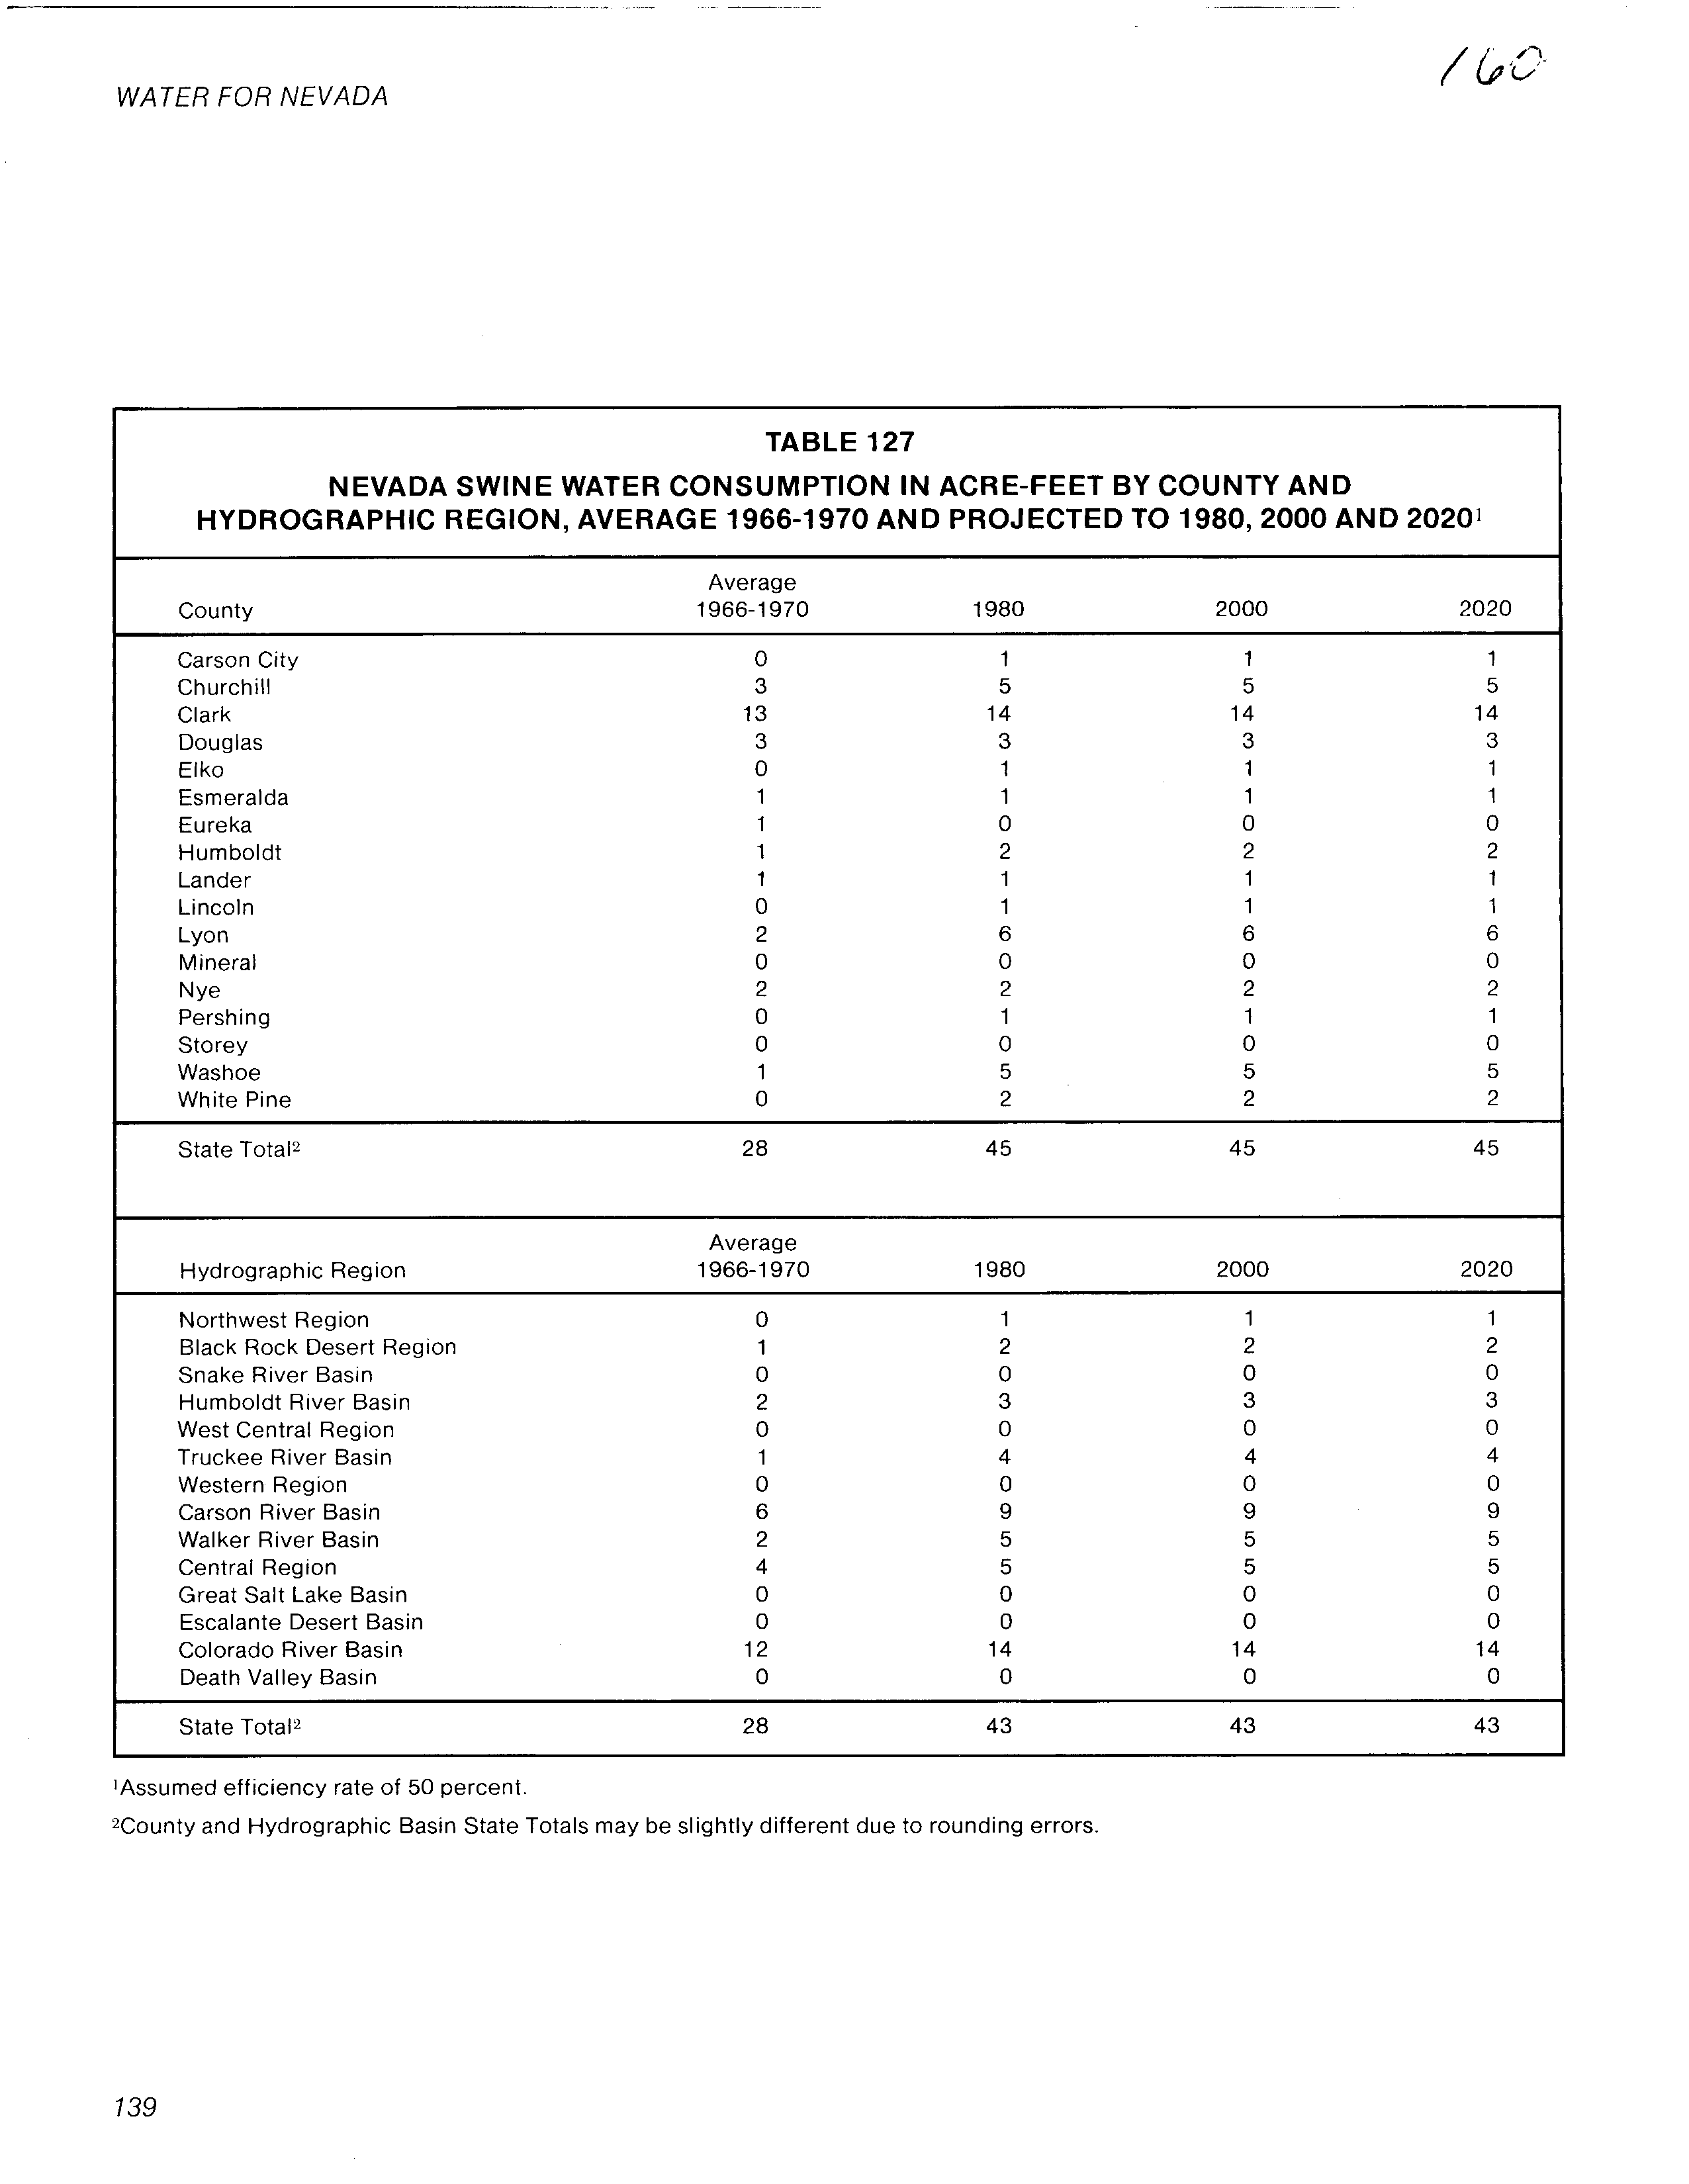 160
WATER FOR NEVADA
TABLE 127
NEVADA SWINE WATER CONSUMPTION IN ACRE-FEET BY COUNTY AND
HYDROGRAPHIC REGION, AVERAGE 1966-1970 AND PROJECTED TO 1980, 2000 AND 2020¹
Average
County 1966-1970 1980 2000 2020
Carson City 0 1 1 1
Churchill 3 5 5 5
Clark 13 14 14 14
Douglas 3 3 3 3
Elko 0 1 1 1
Esmeralda 1 1 1 1
Eureka 1 0 0 0
Humboldt 1 2 2 2
Lander 1 1 1 1
Lincoln 0 1 1 1
Lyon 2 6 6 6
Mineral 0 0 0 0
Nye 2 2 2 2
Pershing 0 1 1 1
Storey 0 0 0 0
Washoe 1 5 5 5
White Pine 0 2 2 2
State Total² 28 45 45 45
Average
Hydrographic Region 1966-1970 1980 2000 2020
Northwest Region 0 1 1 1
Black Rock Desert Region 1 2 2 2
Snake River Basin 0 0 0 0
Humboldt River Basin 2 3 3 3
West Central Region 0 0 0 0
Truckee River Basin 1 4 4 4
Western Region 0 0 0 0
Carson River Basin 6 9 9 9
Walker River Basin 2 5 5 5
Central Region 4 5 5 5
Great Salt Lake Basin 0 0 0 0
Escalante Desert Basin 0 0 0 0
Colorado River Basin 12 14 14 14
Death Valley Basin 0 0 0 0
State Total² 28 43 43 43
¹Assumed efficiency rate of 50 percent.
²County and Hydrographic Basin State Totals may be slightly different due to rounding errors.
139